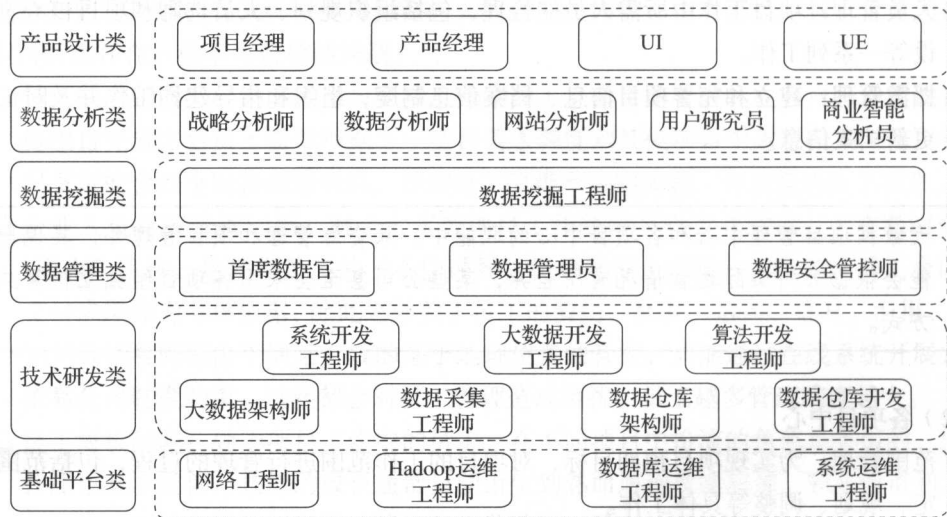 产品设计类
项目经理
产品经理
UI
UE
数据分析类
战略分析师
数据分析师
网站分析师
用户研究员
商业智能
分析员
数据挖掘类
数据挖掘工程师
数据管理类
首席数据官
数据管理员
数据安全管控师
技术研发类
系统开发
工程师
大数据开发
工程师
算法开发
工程师
大数据架构师
数据采集
工程师
数据仓库
架构师
数据仓库开发
工程师
基础平台类
网络工程师
Hadoop运维
工程师
数据库运维
工程师
系统运维
工程师